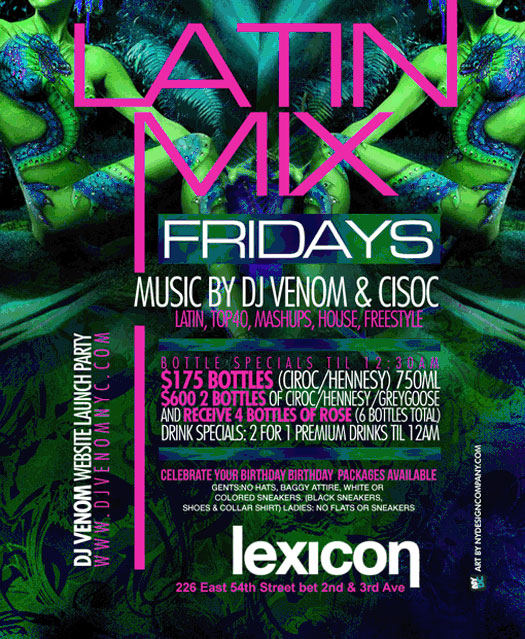 LATIN
MIX
FRIDAYS
MUSIC BY DJ VENOM & CISOC
LATIN, TOP40, MASHUPS, HOUSE, FREESTYLE
BOTTLE SPECIALS TIL 12:30AM
$175 BOTTLES (CIROC/HENNESY) 750ML
$600 2 BOTTLES OF CIROC/HENNESY/GREYGOOSE
AND RECEIVE 4 BOTTLES OF ROSE (6 BOTTLES TOTAL)
DRINK SPECIALS: 2 FOR 1 PREMIUM DRINKS TIL 12AM
CELEBRATE YOUR BIRTHDAY BIRTHDAY PACKAGES AVAILABLE
GENTS:NO HATS, BAGGY ATTIRE, WHITE OR
COLORED SNEAKERS. (BLACK SNEAKERS,
SHOES & COLLAR SHIRT) LADIES: NO FLATS OR SNEAKERS
lexicon
226 East 54th Street bet 2nd & 3rd Ave
DJ VENOM WEBSITE LAUNCH PARTY
WWW.DJVENOMNYC.COM
ART BY NYDESIGNCOMPANY.COM